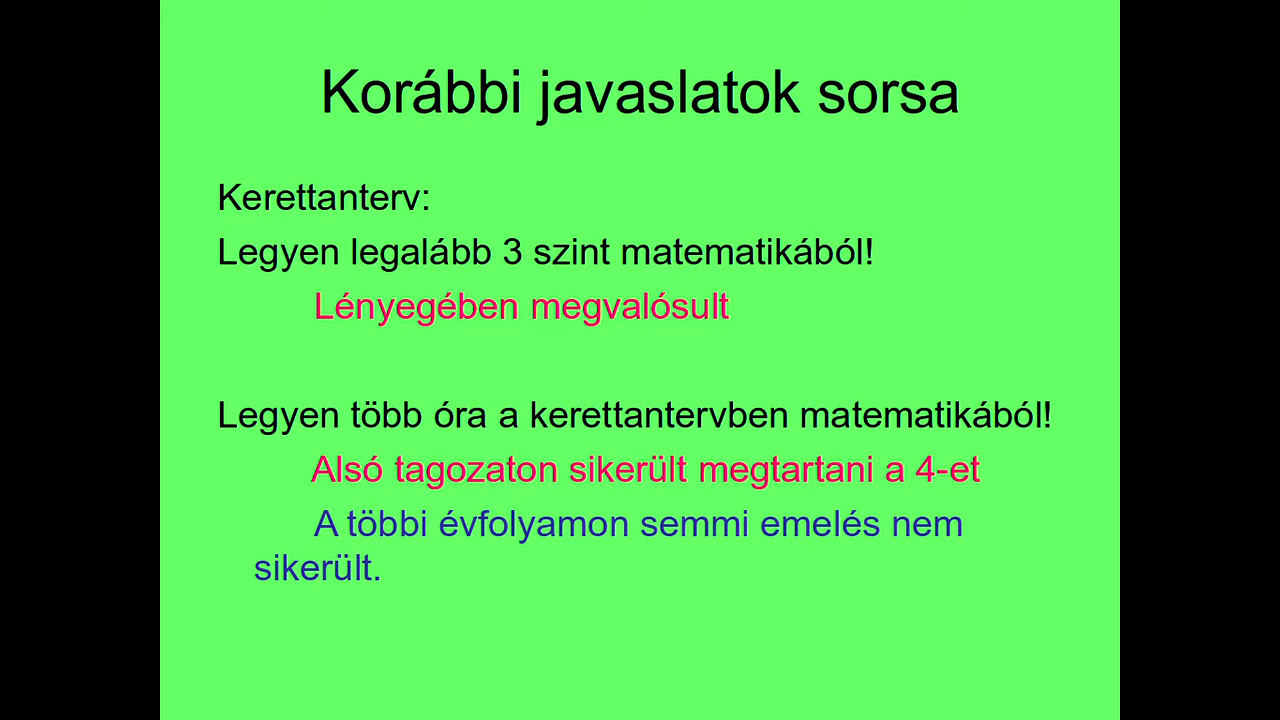 Korábbi javaslatok sorsa
Kerettanterv:
Legyen legalább 3 szint matematikából!
Lényegében megvalósult
Legyen több óra a kerettantervben matematikából!
Alsó tagozaton sikerült megtartani a 4-et
A többi évfolyamon semmi emelés nem
sikerült.